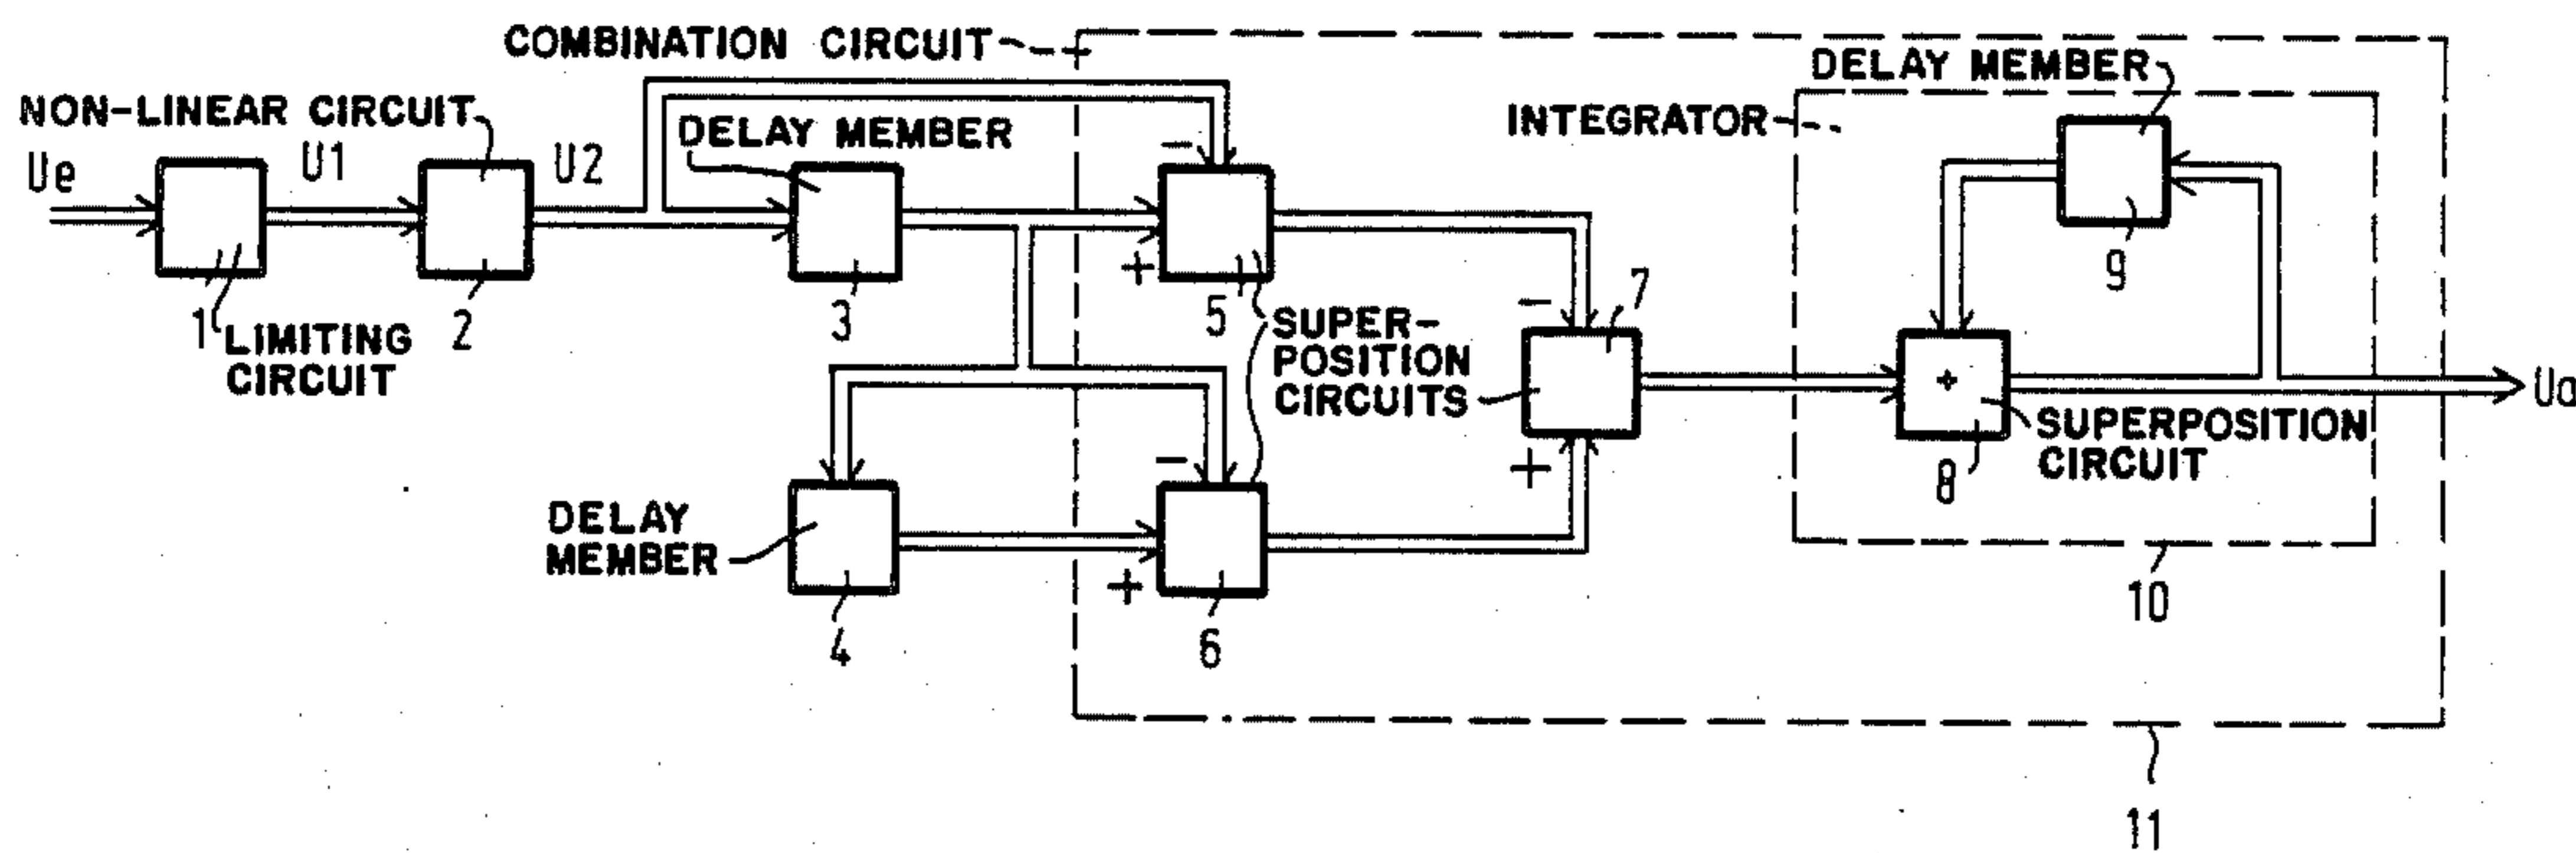 COMBINATION CIRCUIT
DELAY MEMBER
NON-LINEAR CIRCUIT
INTEGRATOR
DELAY MEMBER
Ue
U1
U2
-
+
1
LIMITING
CIRCUIT
2
3
5
SUPER-
POSITION
CIRCUITS
-
7
9
+
Ua
SUPERPOSITION
CIRCUIT
8
-
+
DELAY
MEMBER
+
4
6
10
11